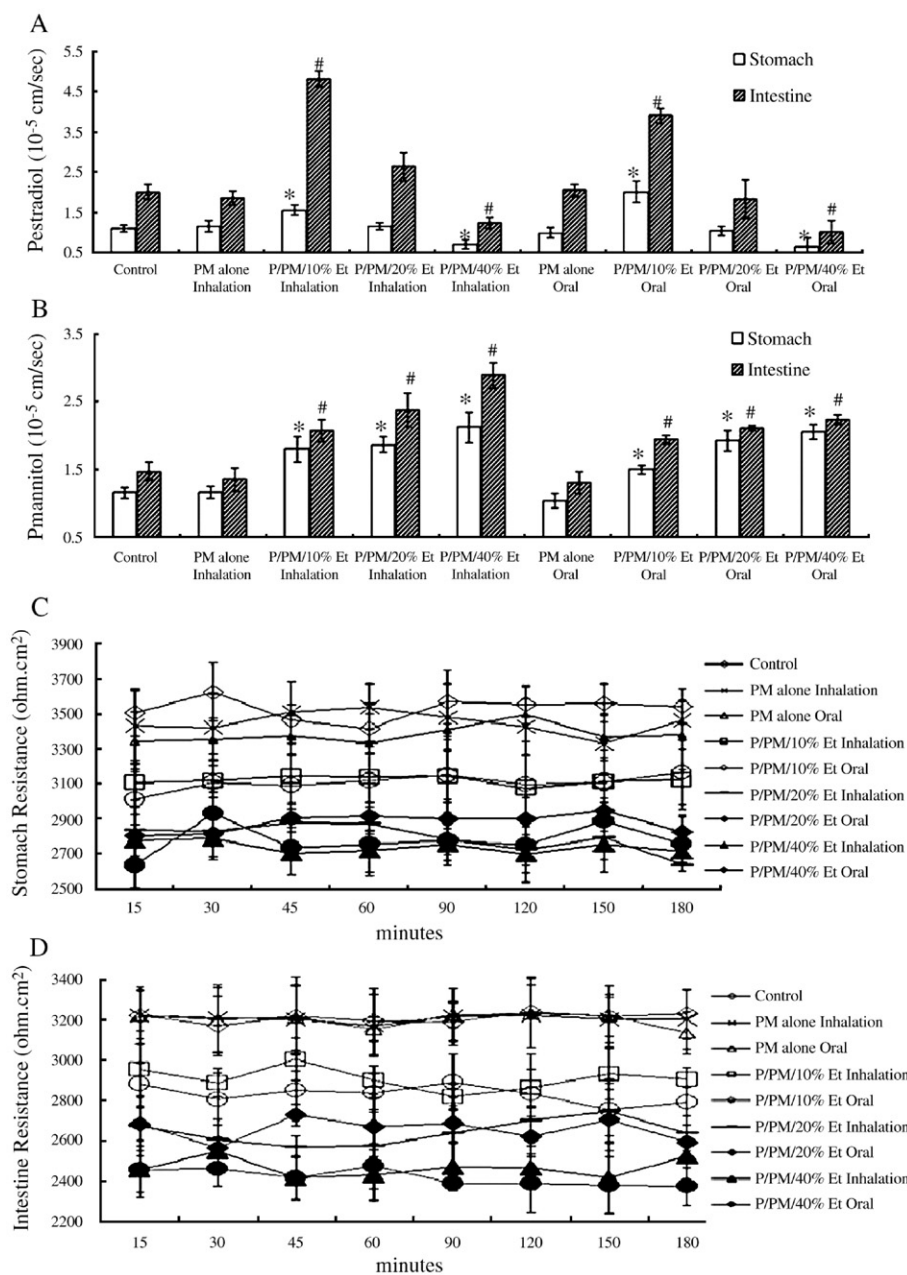 A
Pestradiol (10-5 cm/sec)
5.5
4.5
3.5
2.5
1.5
0.5
Stomach
Intestine
* # * # * # * #
Control
PM alone Inhalation
P/PM/10% Et Inhalation
P/PM/20% Et Inhalation
P/PM/40% Et Inhalation
PM alone Oral
P/PM/10% Et Oral
P/PM/20% Et Oral
P/PM/40% Et Oral
B
Pmannitol (10-5 cm/sec)
3.5
2.5
1.5
0.5
Stomach
Intestine
* # * # * # * # * # * #
Control
PM alone Inhalation
P/PM/10% Et Inhalation
P/PM/20% Et Inhalation
P/PM/40% Et Inhalation
PM alone Oral
P/PM/10% Et Oral
P/PM/20% Et Oral
P/PM/40% Et Oral
C
Stomach Resistance (ohm.cm²)
3900
3700
3500
3300
3100
2900
2700
2500
15 30 45 60 90 120 150 180
minutes
Control
PM alone Inhalation
PM alone Oral
P/PM/10% Et Inhalation
P/PM/10% Et Oral
P/PM/20% Et Inhalation
P/PM/20% Et Oral
P/PM/40% Et Inhalation
P/PM/40% Et Oral
D
Intestine Resistance (ohm.cm²)
3400
3200
3000
2800
2600
2400
2200
15 30 45 60 90 120 150 180
minutes
Control
PM alone Inhalation
PM alone Oral
P/PM/10% Et Inhalation
P/PM/10% Et Oral
P/PM/20% Et Inhalation
P/PM/20% Et Oral
P/PM/40% Et Inhalation
P/PM/40% Et Oral